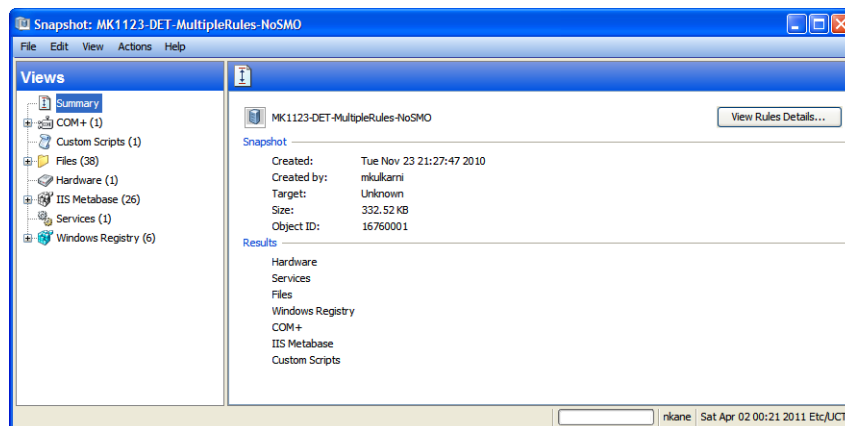 Snapshot: MK1123-DET-MultipleRules-NoSMO
File Edit View Actions Help
Views
Summary
COM+ (1)
Custom Scripts (1)
Files (38)
Hardware (1)
IIS Metabase (26)
Services (1)
Windows Registry (6)
MK1123-DET-MultipleRules-NoSMO
View Rules Details...
Snapshot
Created: Tue Nov 23 21:27:47 2010
Created by: mkulkarni
Target: Unknown
Size: 332.52 KB
Object ID: 16760001
Results
Hardware
Services
Files
Windows Registry
COM+
IIS Metabase
Custom Scripts
nkane Sat Apr 02 00:21 2011 Etc/UCT